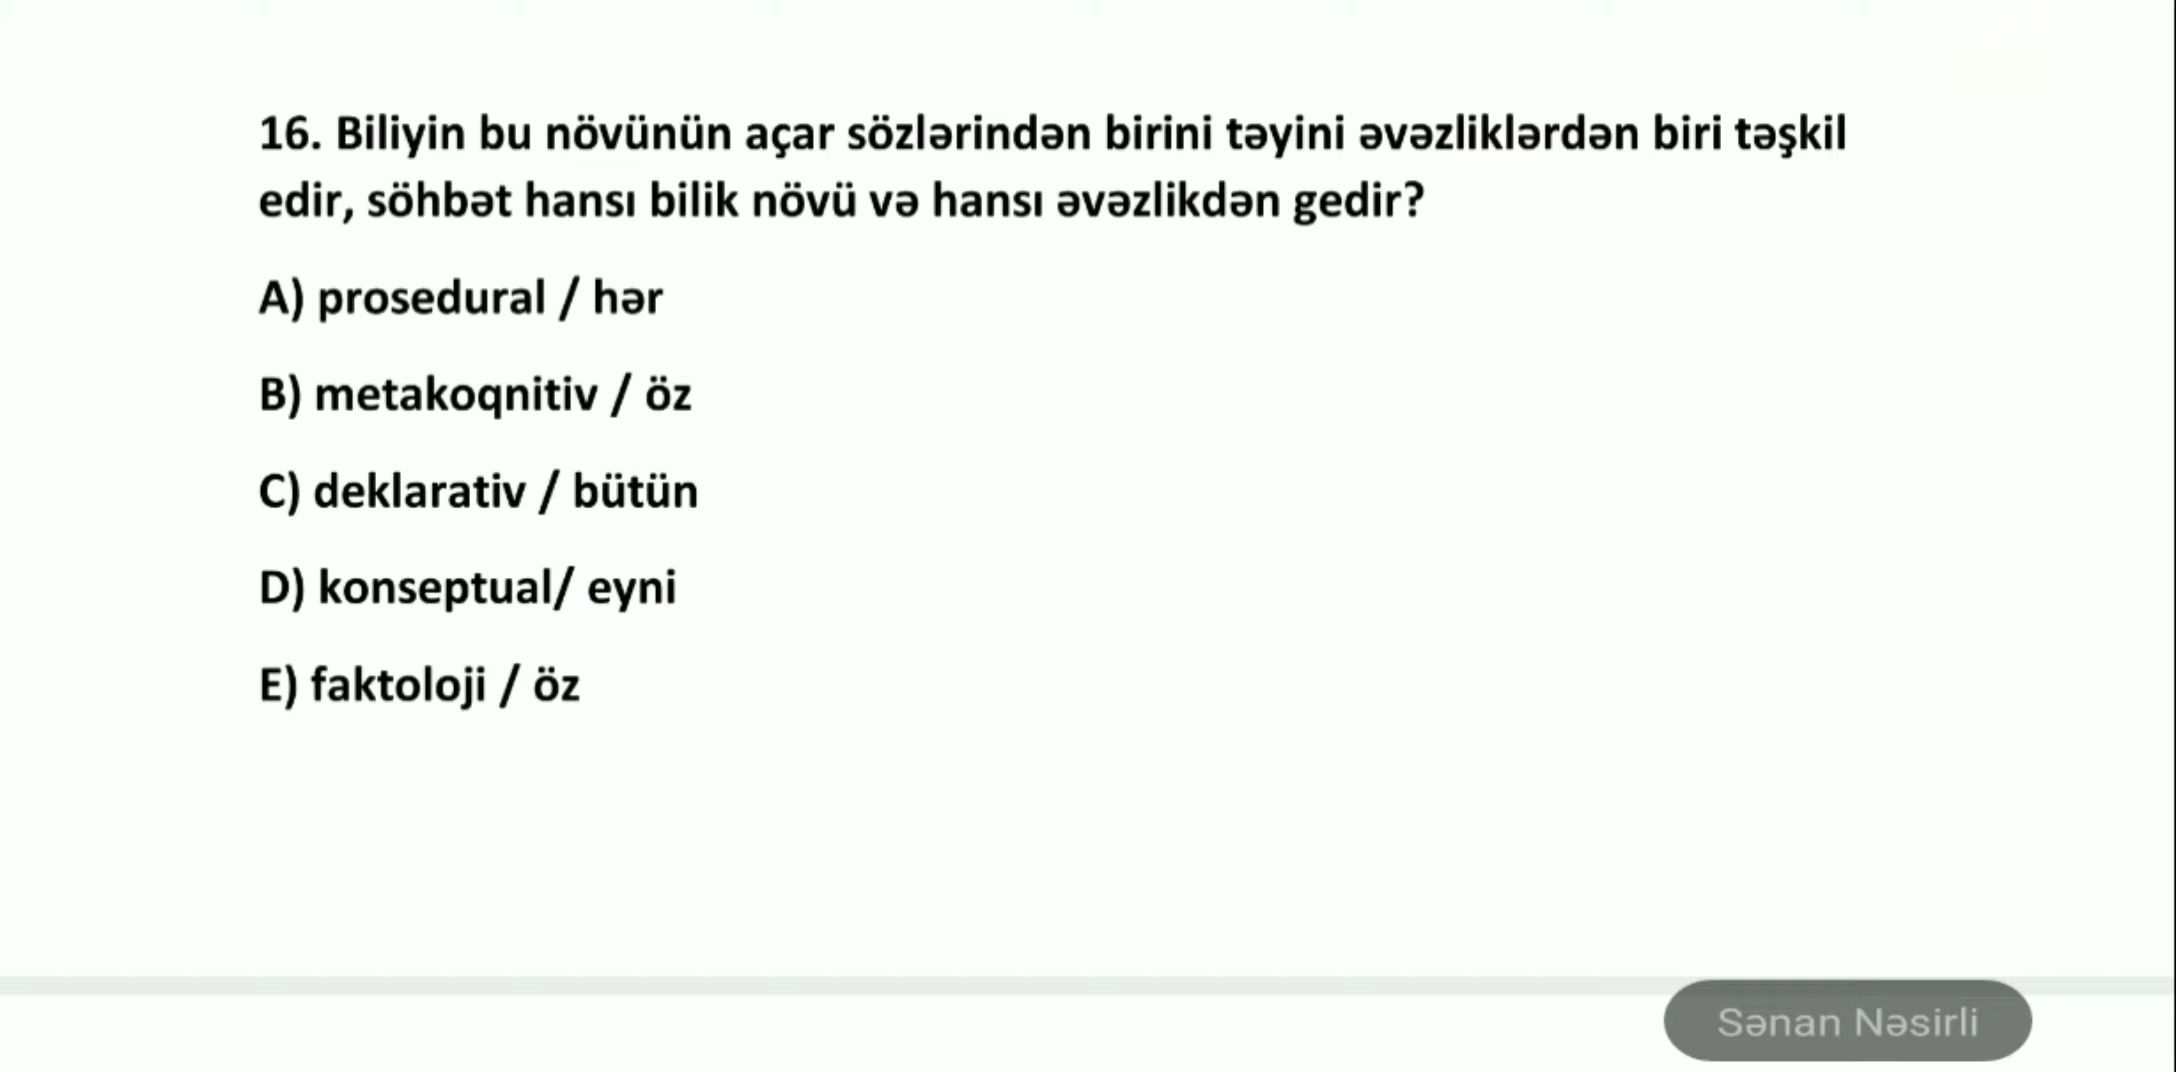 16. Biliyin bu növünün açar sözlərindən birini təyini əvəzliklərdən biri təşkil
edir, söhbət hansı bilik növü və hansı əvəzlikdən gedir?
A) prosedural / hər
B) metakoqnitiv / öz
C) deklarativ / bütün
D) konseptual/ eyni
E) faktoloji / öz
Sənan Nəsirli